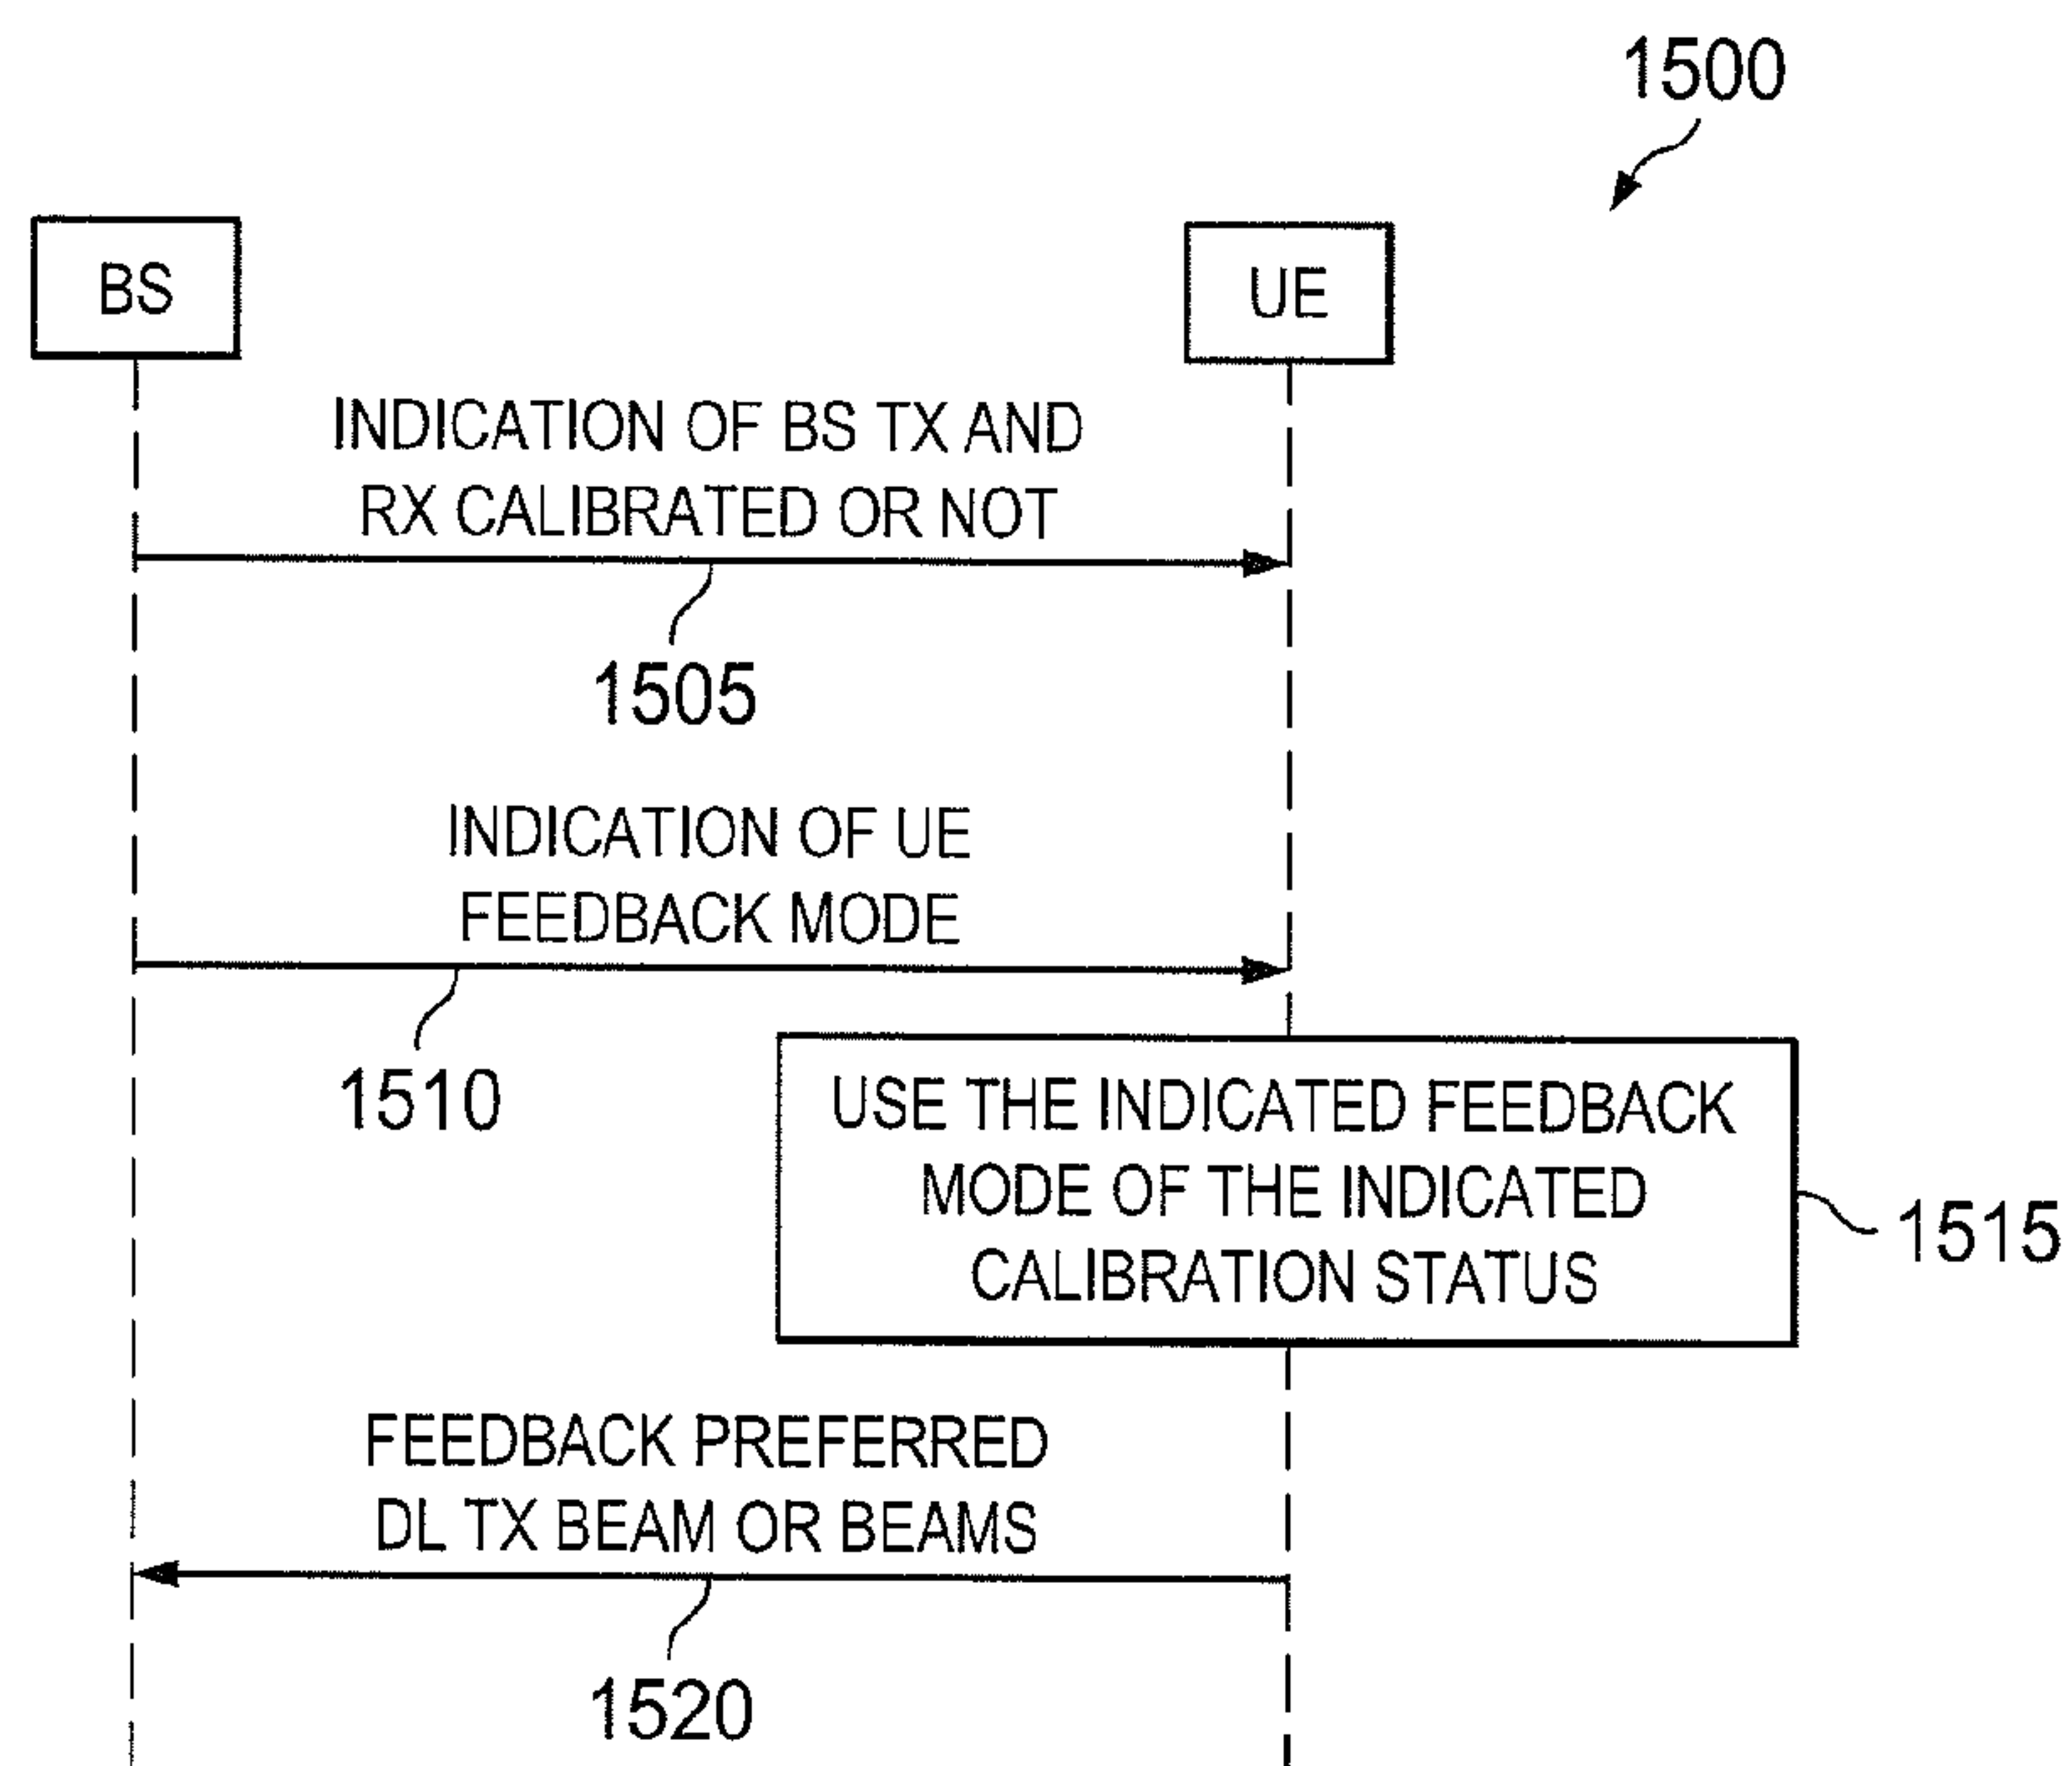 1500
BS
UE
INDICATION OF BS TX AND
RX CALIBRATED OR NOT
1505
INDICATION OF UE
FEEDBACK MODE
1510
USE THE INDICATED FEEDBACK
MODE OF THE INDICATED
CALIBRATION STATUS
1515
FEEDBACK PREFERRED
DL TX BEAM OR BEAMS
1520